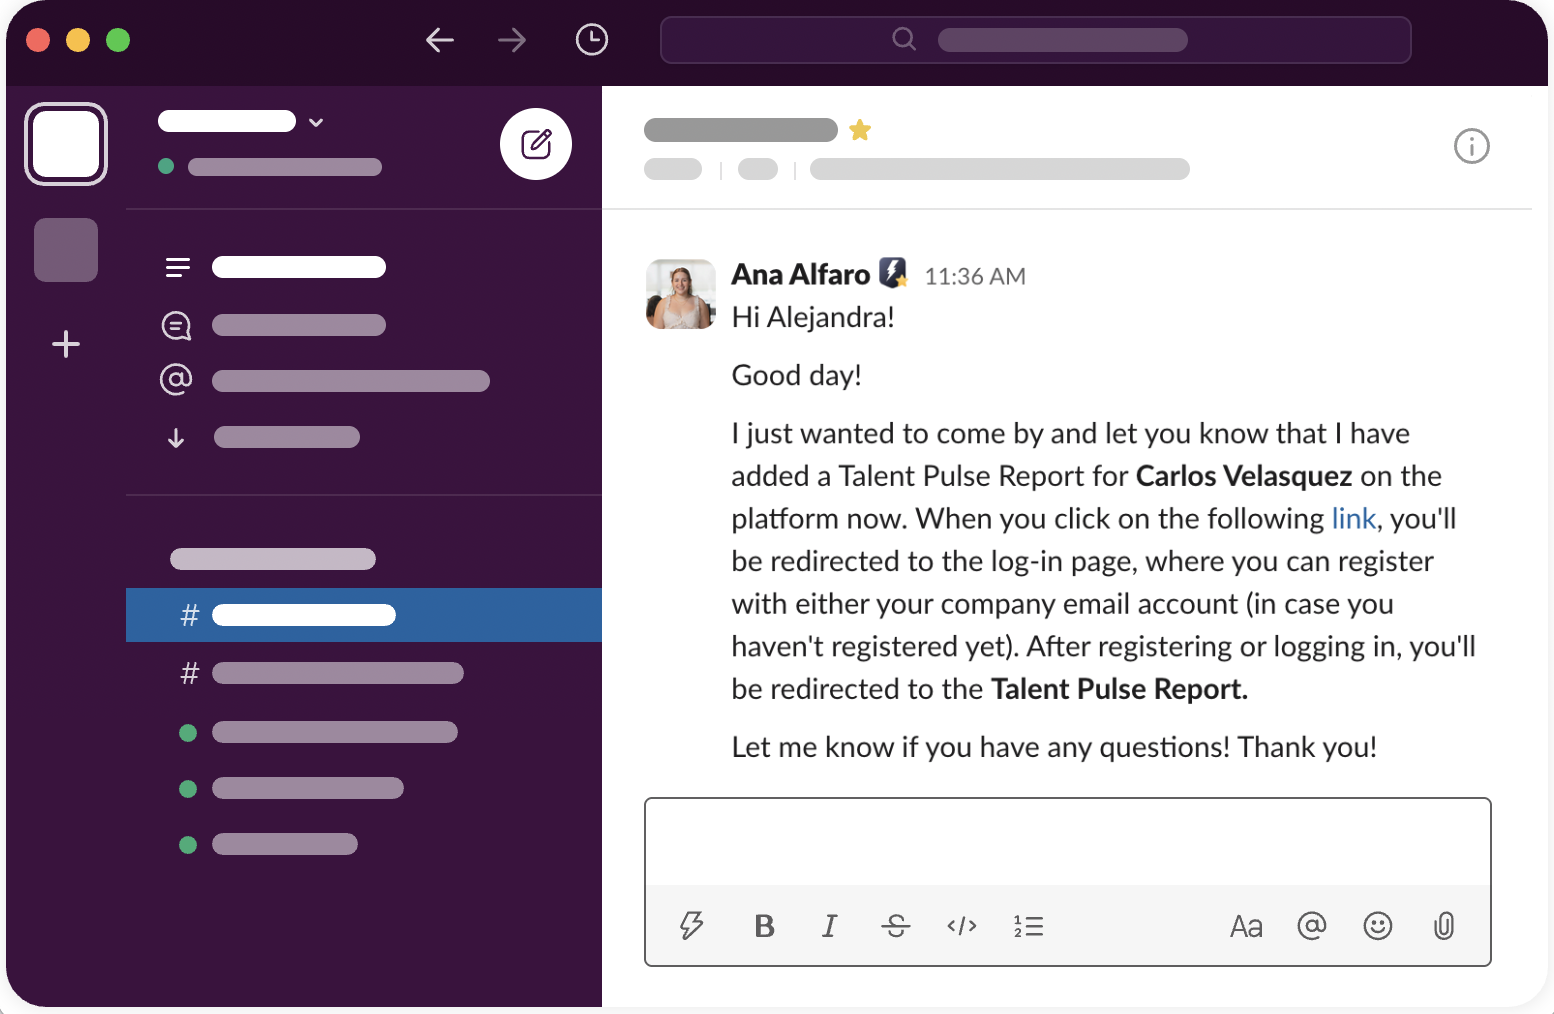 Ana Alfaro 11:36 AM
Hi Alejandra!
Good day!
I just wanted to come by and let you know that I have
added a Talent Pulse Report for Carlos Velasquez on the
platform now. When you click on the following link, you'll
be redirected to the log-in page, where you can register
with either your company email account (in case you
haven't registered yet). After registering or logging in, you'll
be redirected to the Talent Pulse Report.
Let me know if you have any questions! Thank you!
B I S </> 1 2 Aa @